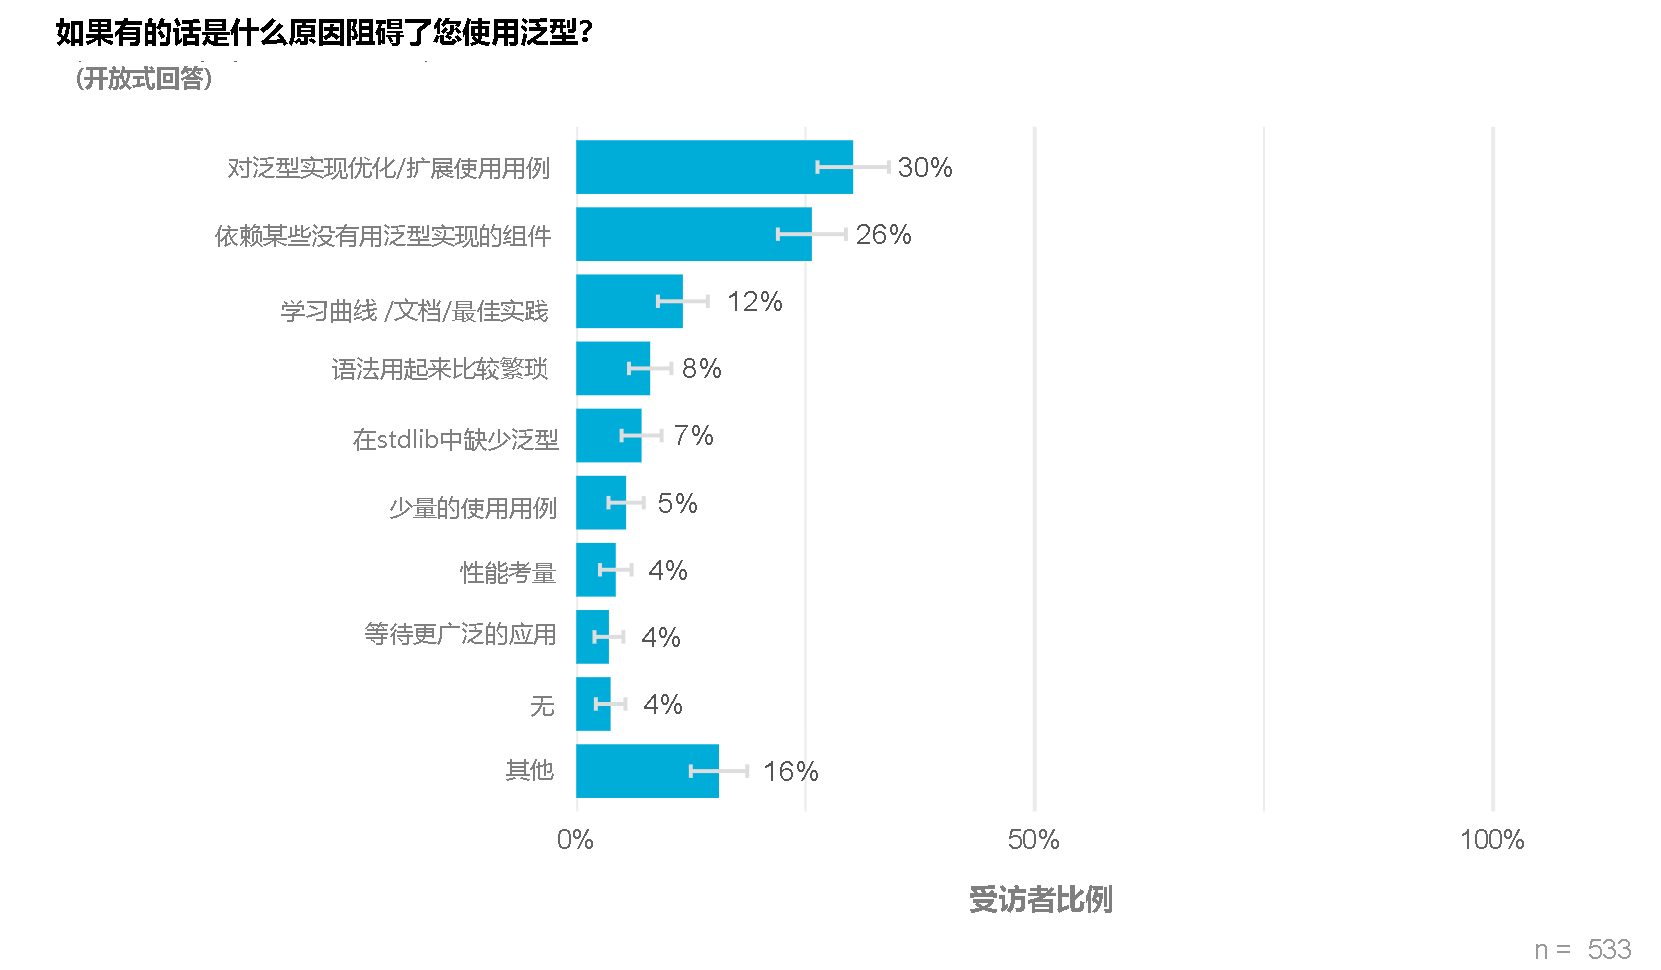 如果有的话是什么原因阻碍了您使用泛型？
(开放式回答)
对泛型实现优化/扩展使用用例 30%
依赖某些没有用泛型实现的组件 26%
学习曲线 /文档/最佳实践 12%
语法用起来比较繁琐 8%
在stdlib中缺少泛型 7%
少量的使用用例 5%
性能考量 4%
等待更广泛的应用 4%
无 4%
其他 16%
0% 50% 100%
受访者比例
n = 533